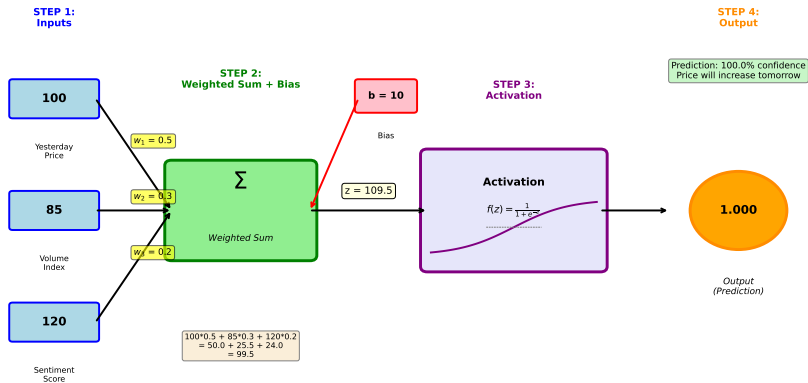 STEP 1:
Inputs
100
Yesterday
Price
85
Volume
Index
120
Sentiment
Score
w₁ = 0.5
w₂ = 0.3
w₃ = 0.2
STEP 2:
Weighted Sum + Bias
Σ
Weighted Sum
100*0.5 + 85*0.3 + 120*0.2
= 50.0 + 25.5 + 24.0
= 99.5
b = 10
Bias
z = 109.5
STEP 3:
Activation
Activation
f(z) = 1/(1+e⁻ᶻ)
STEP 4:
Output
Prediction: 100.0% confidence
Price will increase tomorrow
1.000
Output
(Prediction)